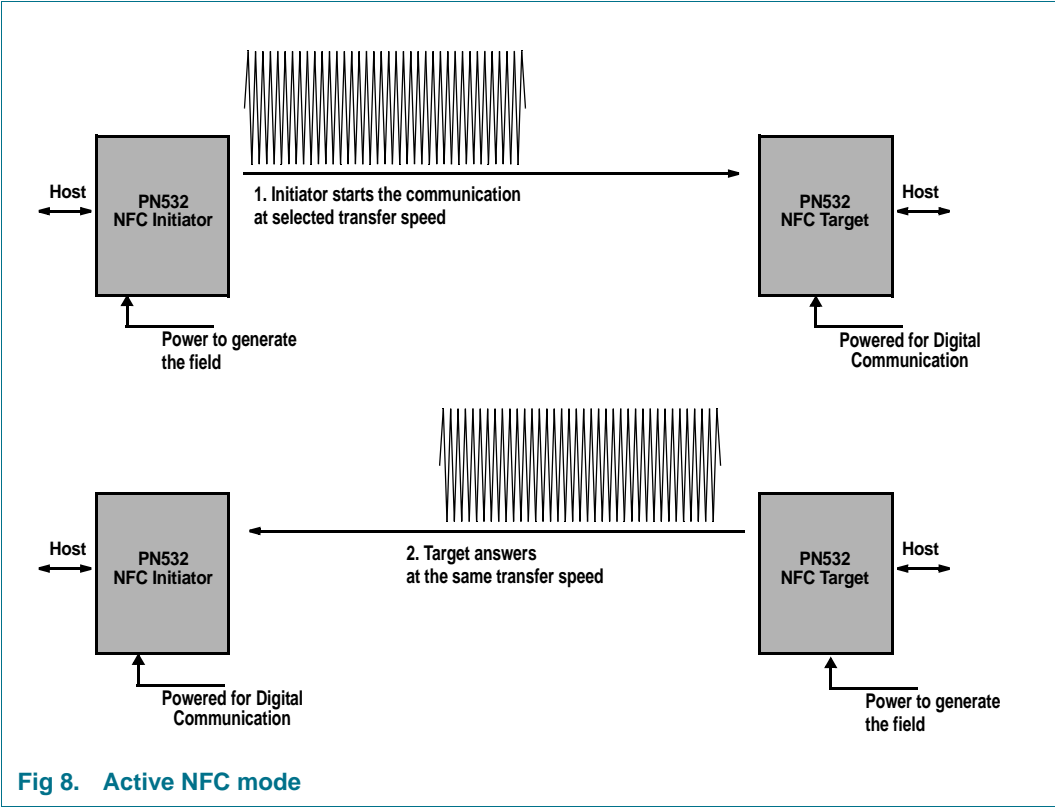 Host
PN532
NFC Initiator
1. Initiator starts the communication
at selected transfer speed
PN532
NFC Target
Host
Power to generate
the field
Powered for Digital
Communication
Host
PN532
NFC Initiator
2. Target answers
at the same transfer speed
PN532
NFC Target
Host
Powered for Digital
Communication
Power to generate
the field
Fig 8. Active NFC mode